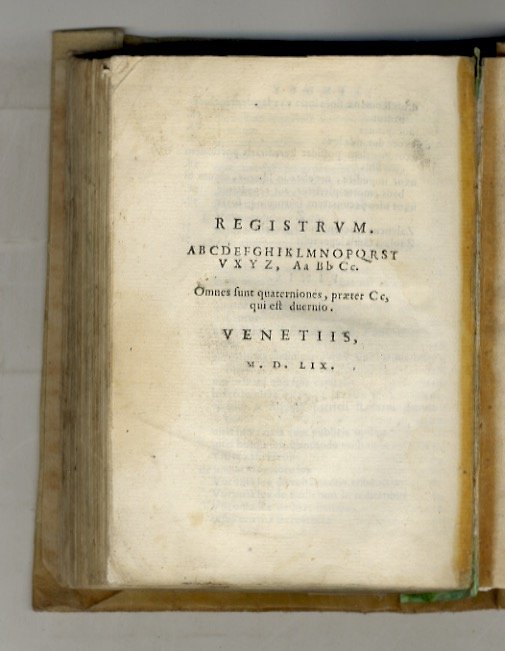 REGISTRVM.
ABCDEFGHIKLMNOPQRST
VXYZ, Aa Bb Cc.
Omnes sunt quaterniones, præter Cc,
qui est duernio.
VENETIIS,
M. D. LIX.